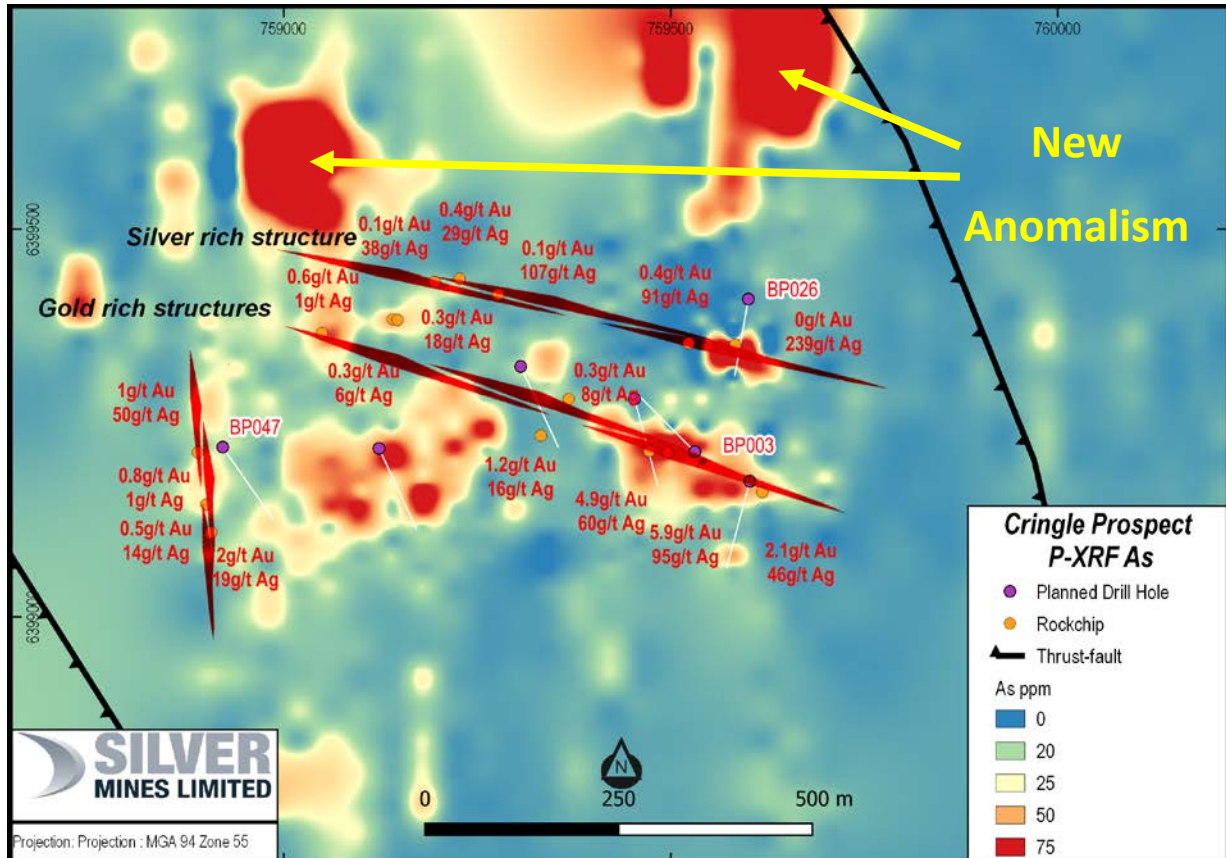 759000
759500
760000
New
Anomalism
6399500
Silver rich structure
Gold rich structures
0.1g/t Au
38g/t Ag
0.4g/t Au
29g/t Ag
0.1g/t Au
107g/t Ag
0.6g/t Au
1g/t Ag
0.4g/t Au
91g/t Ag
BP026
0g/t Au
239g/t Ag
0.3g/t Au
18g/t Ag
0.3g/t Au
6g/t Ag
0.3g/t Au
8g/t Ag
1g/t Au
50g/t Ag
BP047
BP003
1.2g/t Au
16g/t Ag
0.8g/t Au
1g/t Ag
4.9g/t Au
60g/t Ag
0.5g/t Au
14g/t Ag
2g/t Au
19g/t Ag
5.9g/t Au
95g/t Ag
2.1g/t Au
46g/t Ag
6399000
Cringle Prospect
P-XRF As
Planned Drill Hole
Rockchip
Thrust-fault
As ppm
0
20
25
50
75
SILVER
MINES LIMITED
Projection: Projection : MGA 94 Zone 55
N
0
250
500 m